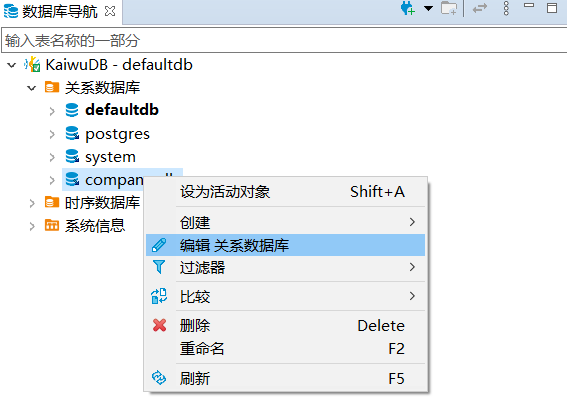 数据库导航
输入表名称的一部分
KaiwuDB - defaultdb
关系数据库
defaultdb
postgres
system
设为活动对象 Shift+A
创建
编辑 关系数据库
过滤器
比较
删除 Delete
重命名 F2
刷新 F5
时序数据库
系统信息